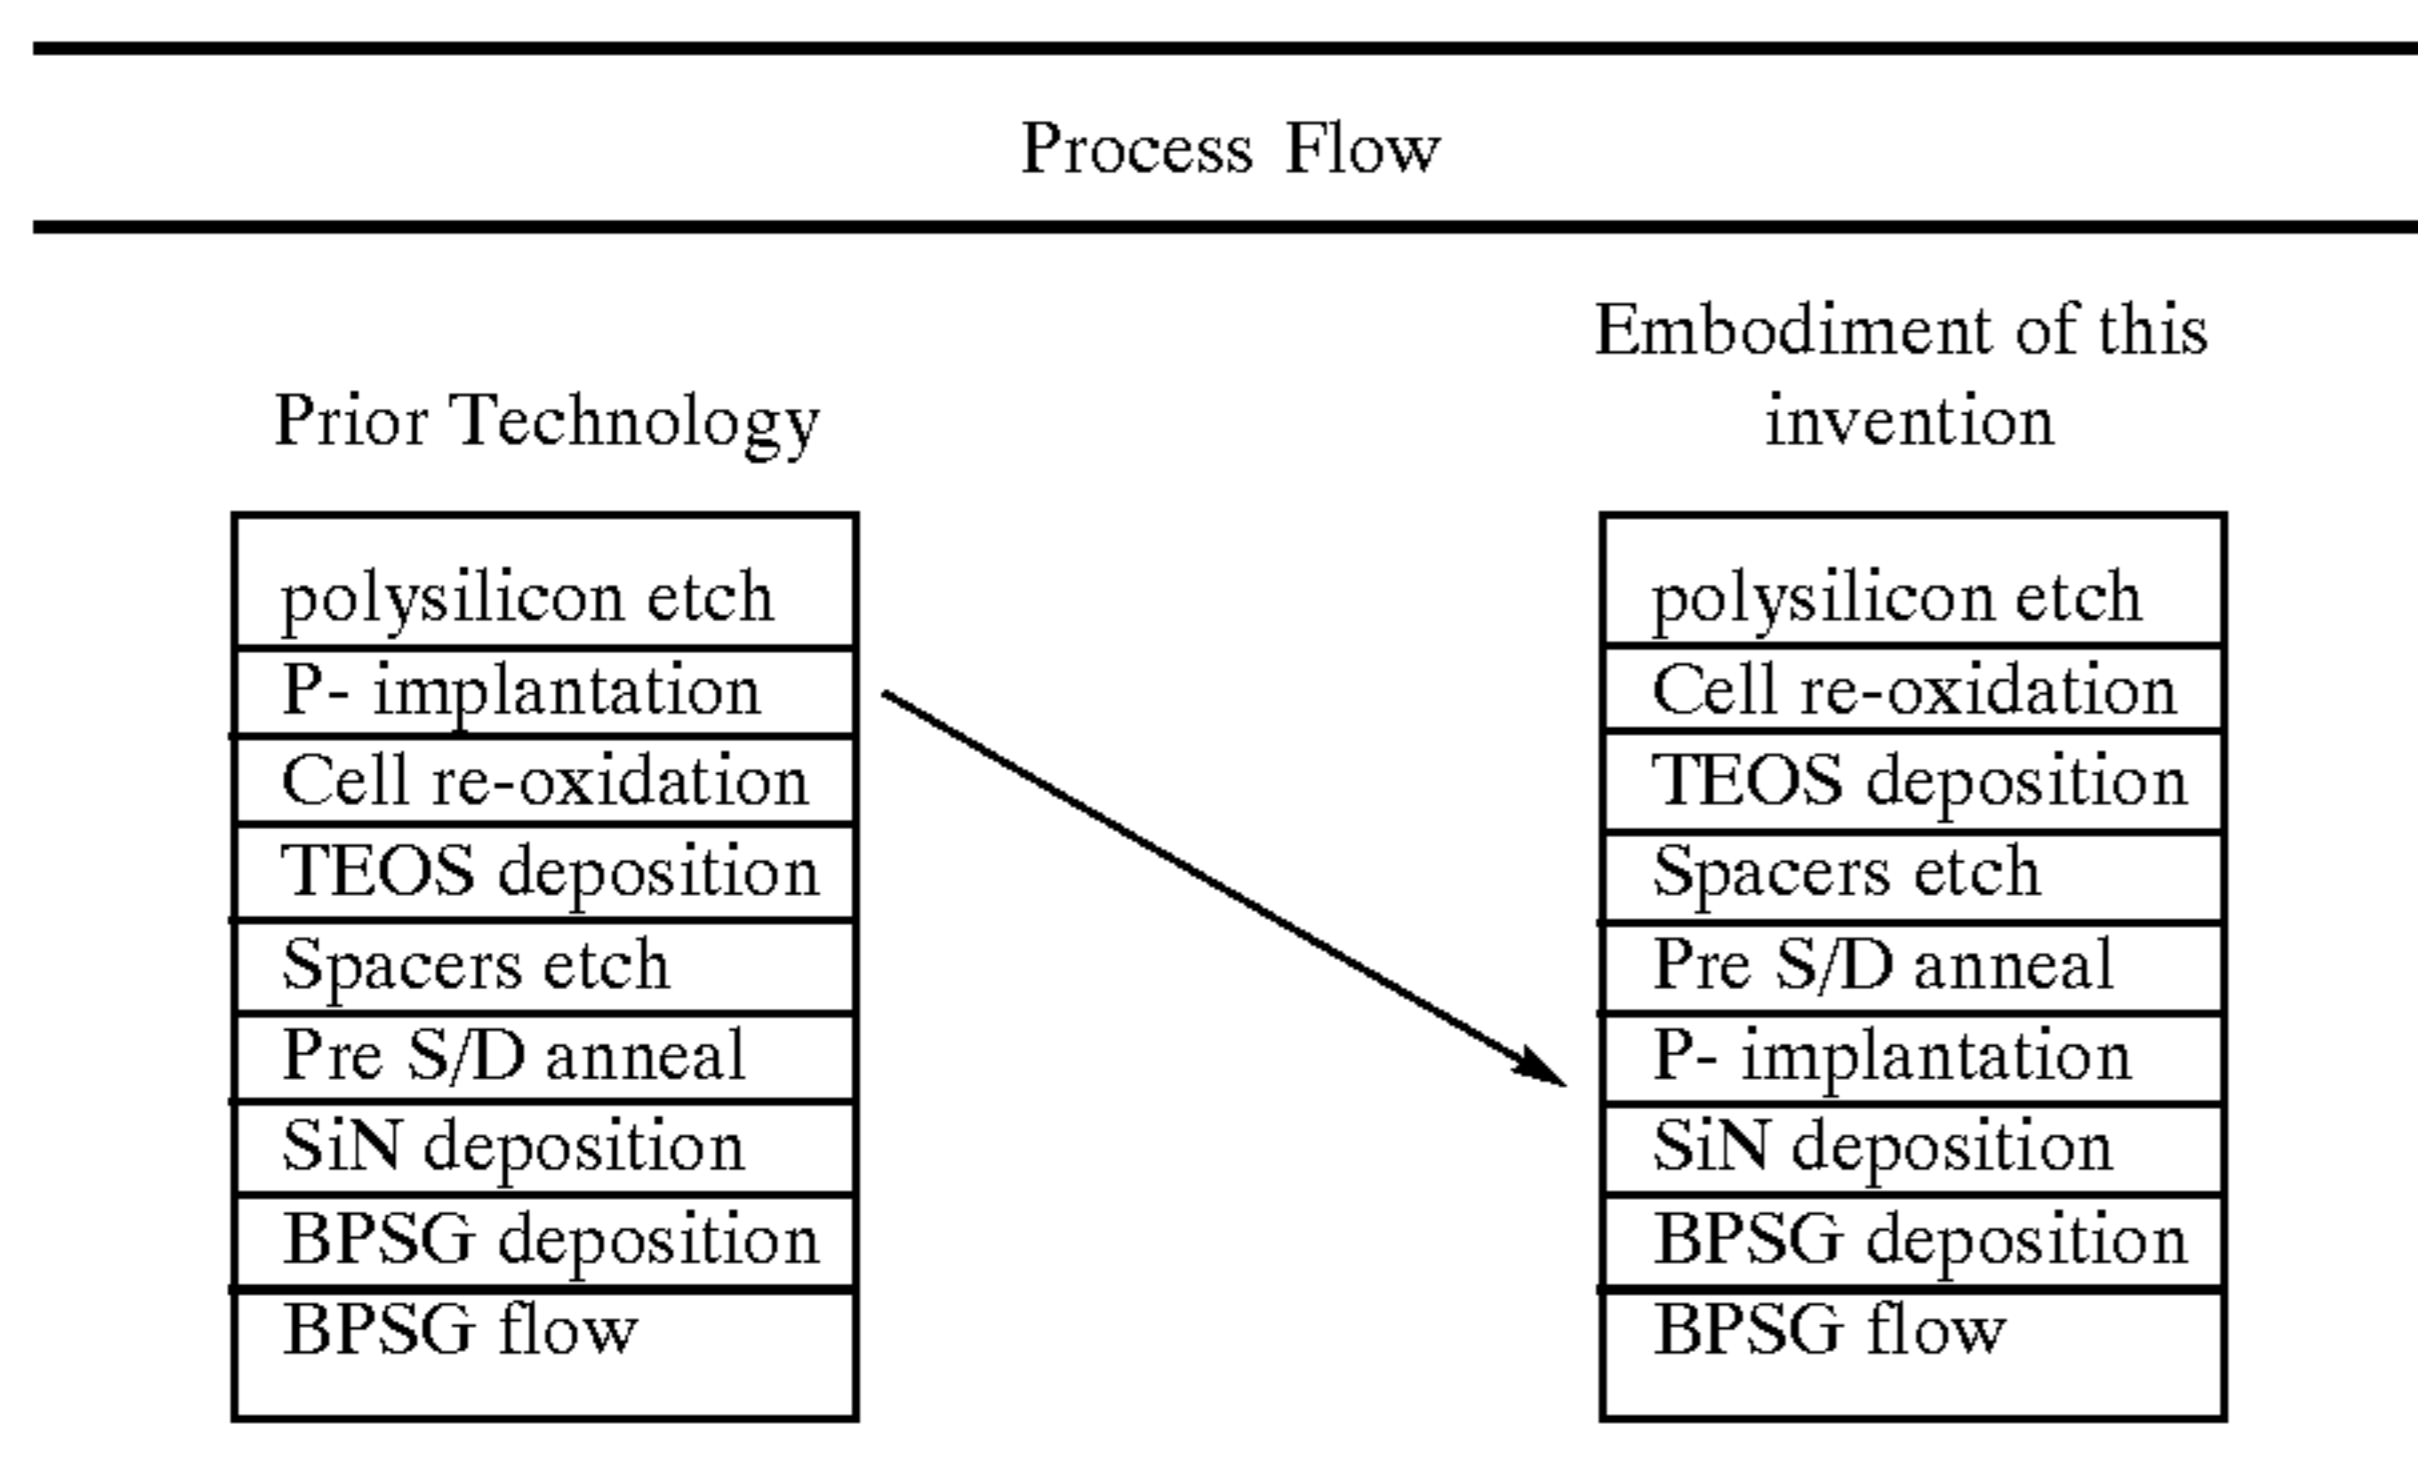 Process Flow
Prior Technology
polysilicon etch
P- implantation
Cell re-oxidation
TEOS deposition
Spacers etch
Pre S/D anneal
SiN deposition
BPSG deposition
BPSG flow
Embodiment of this
invention
polysilicon etch
Cell re-oxidation
TEOS deposition
Spacers etch
Pre S/D anneal
P- implantation
SiN deposition
BPSG deposition
BPSG flow